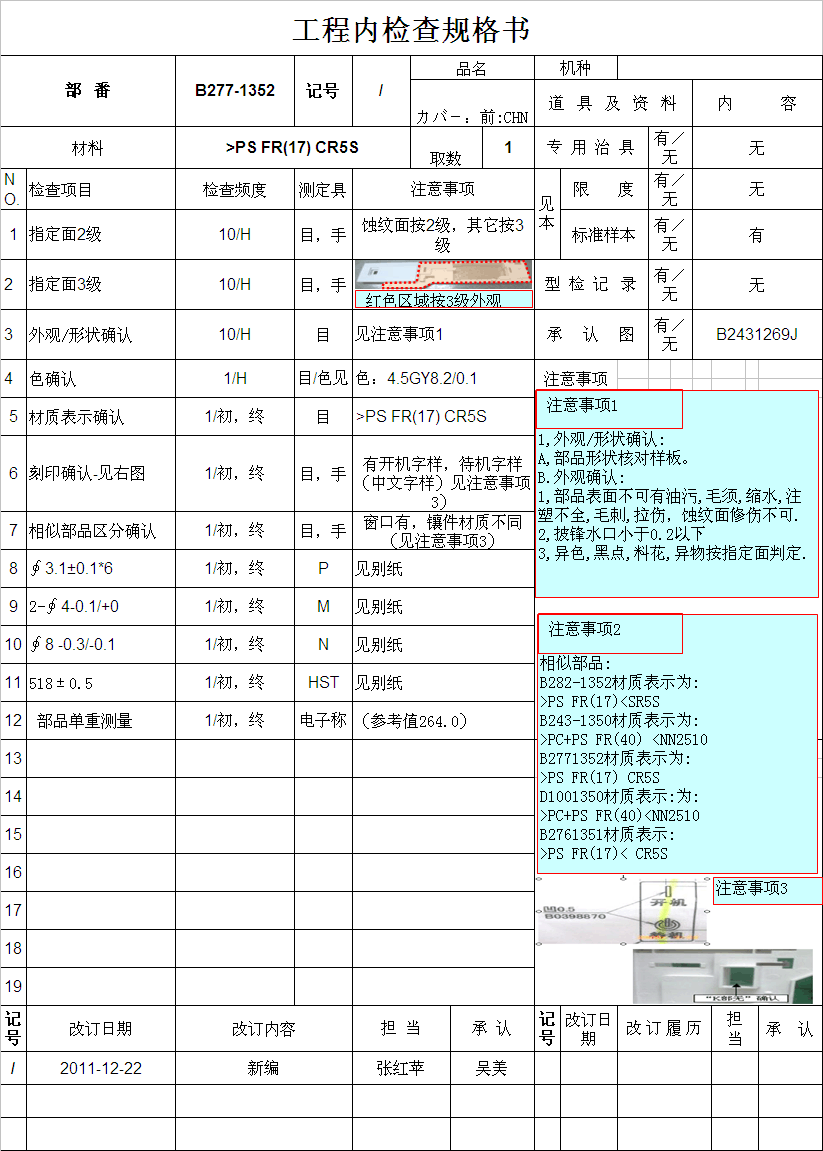 工程内检查规格书
部 番 B277-1352 记号 / 品名 机种
カバー：前:CHN 道 具 及 资 料 内 容
材料 >PS FR(17) CR5S 取数 1 专 用 治 具 有／无 无
NO. 检查项目 检查频度 测定具 注意事项 见本 限 度 有／无 无
1 指定面2级 10/H 目，手 蚀纹面按2级，其它按3级 标准样本 有／无 有
2 指定面3级 10/H 目，手 红色区域按3级外观 型 检 记 录 有／无 无
3 外观/形状确认 10/H 目 见注意事项1 承 认 图 有／无 B2431269J
4 色确认 1/H 目/色见 色：4.5GY8.2/0.1 注意事项
5 材质表示确认 1/初，终 目 >PS FR(17) CR5S
6 刻印确认-见右图 1/初，终 目，手 有开机字样，待机字样（中文字样）见注意事项3）
7 相似部品区分确认 1/初，终 目，手 窗口有，镶件材质不同（见注意事项3）
8 ∮3.1±0.1*6 1/初，终 P 见别纸
9 2-∮4-0.1/+0 1/初，终 M 见别纸
10 ∮8 -0.3/-0.1 1/初，终 N 见别纸
11 518±0.5 1/初，终 HST 见别纸
12 部品单重测量 1/初，终 电子称 （参考值264.0）
13
14
15
16
17
18
19
注意事项1
1,外观/形状确认:
A,部品形状核对样板。
B.外观确认:
1,部品表面不可有油污,毛须,缩水,注
塑不全,毛刺,拉伤，蚀纹面修伤不可.
2,披锋水口小于0.2以下
3,异色,黑点,料花,异物按指定面判定.
注意事项2
相似部品:
B282-1352材质表示为:
>PS FR(17)<SR5S
B243-1350材质表示为:
>PC+PS FR(40) <NN2510
B2771352材质表示为:
>PS FR(17) CR5S
D1001350材质表示:为:
>PC+PS FR(40)<NN2510
B2761351材质表示:
>PS FR(17)< CR5S
注意事项3
开机
B0398870
待机
“K部无”确认
记号 改订日期 改订内容 担 当 承 认 记号 改订日期 改订履历 担当 承 认
/ 2011-12-22 新编 张红苹 吴美